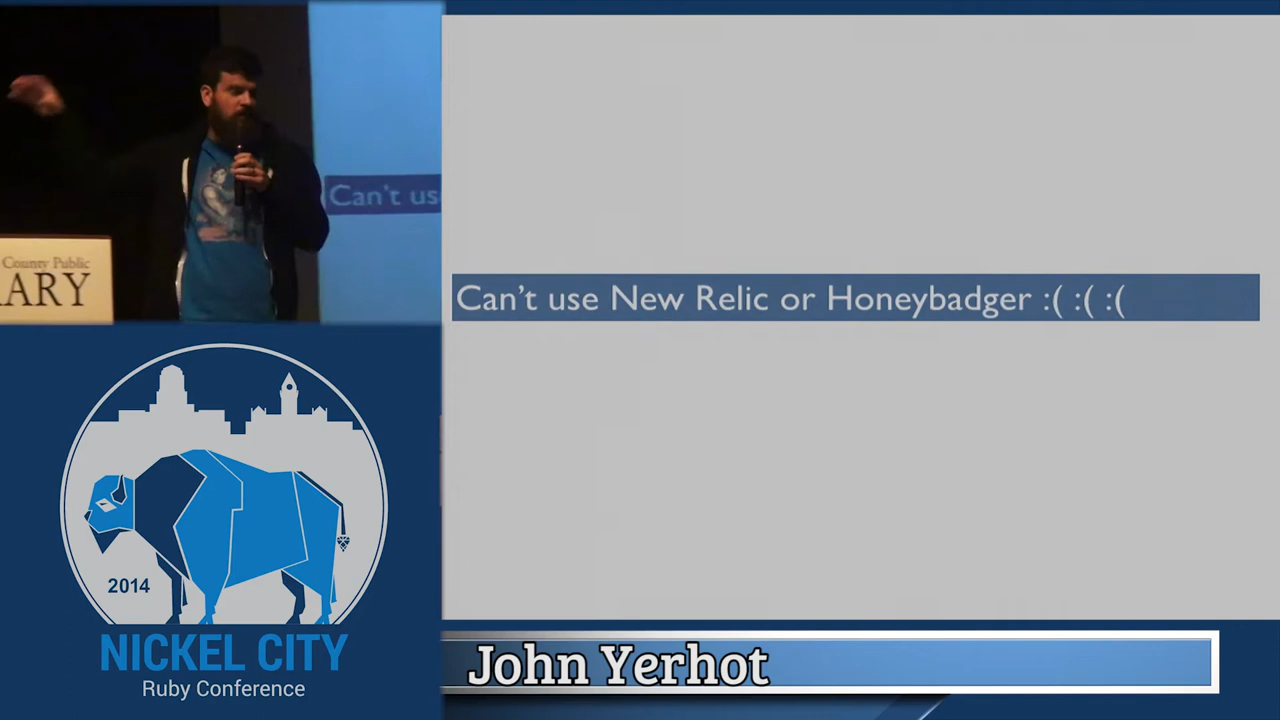 Can't us
County Public
ARY
Can't use New Relic or Honeybadger :( :( :(
2014
NICKEL CITY
Ruby Conference
John Yerhot